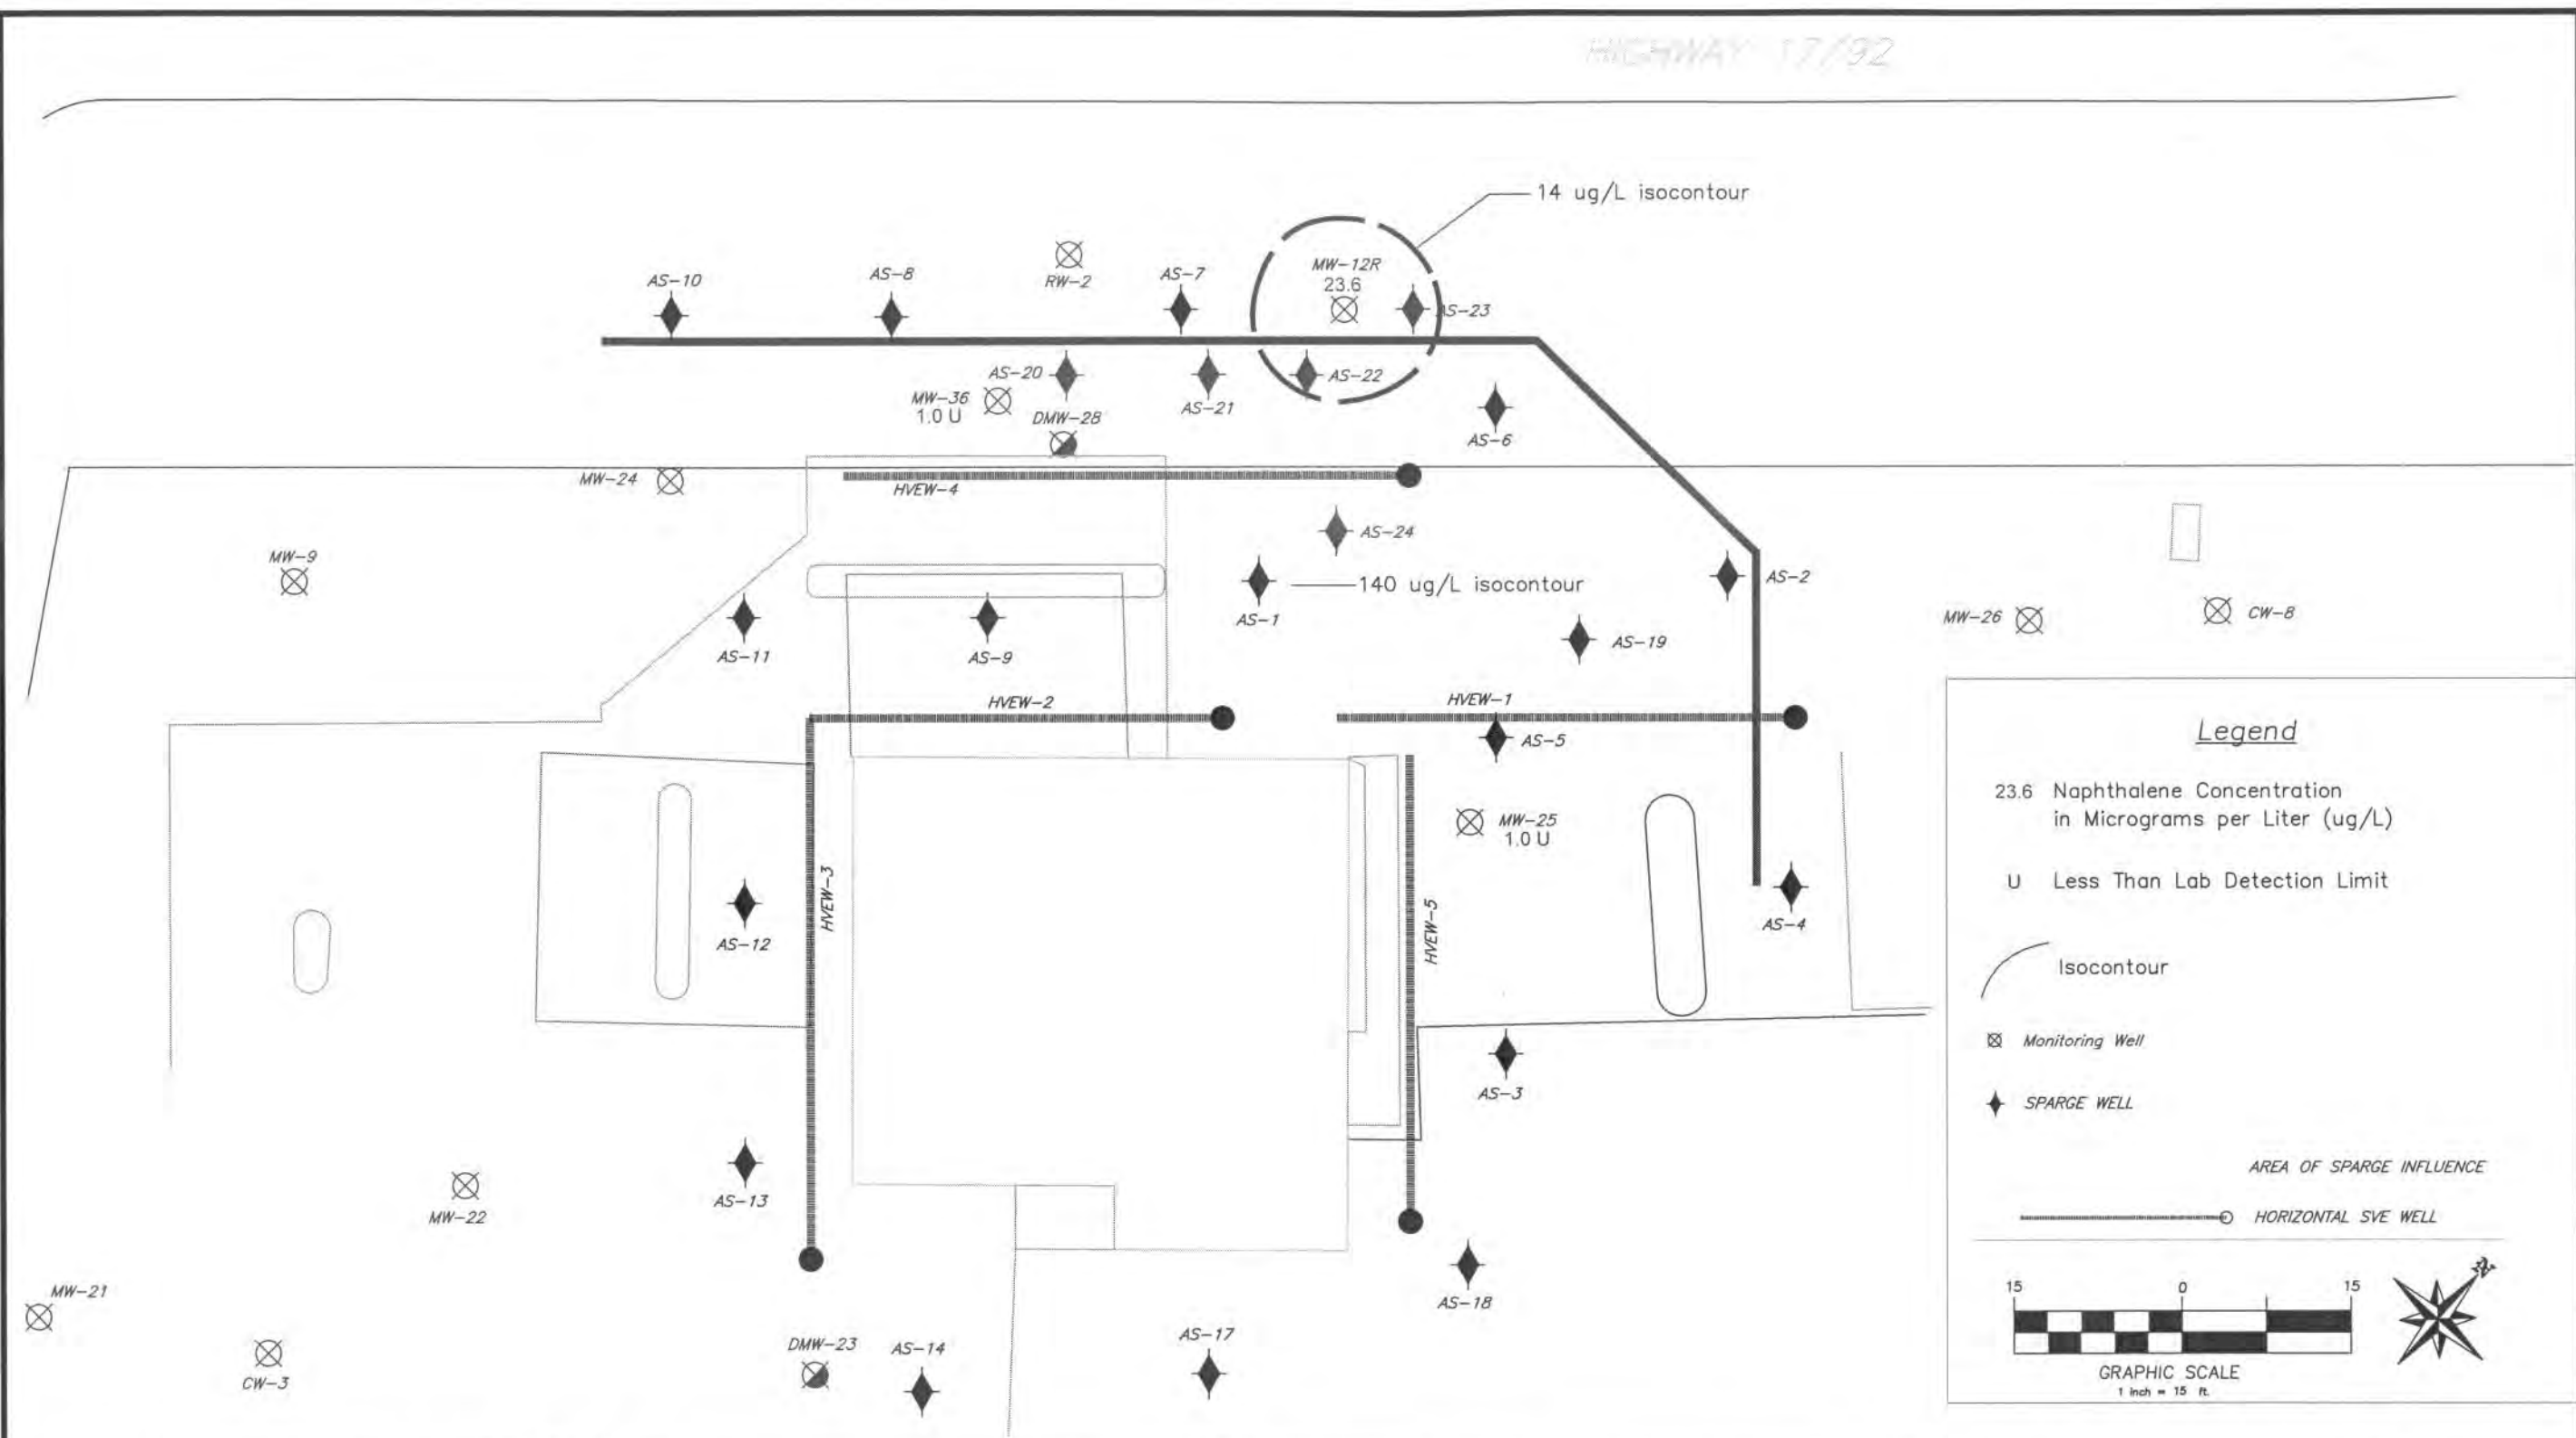 HIGHWAY 17/92
14 ug/L isocontour
MW-12R
23.6
AS-10
AS-8
RW-2
AS-7
AS-23
AS-20
AS-22
MW-36
1.0 U
DMW-28
AS-21
AS-6
MW-24
HVEW-4
AS-24
MW-9
140 ug/L isocontour
AS-2
AS-1
MW-26
CW-8
AS-19
AS-11
AS-9
HVEW-2
HVEW-1
AS-5
MW-25
1.0 U
HVEW-3
HVEW-5
AS-12
AS-4
AS-3
AS-13
MW-22
MW-21
CW-3
DMW-23
AS-14
AS-17
AS-18
Legend
23.6 Naphthalene Concentration
in Micrograms per Liter (ug/L)
U Less Than Lab Detection Limit
Isocontour
Monitoring Well
SPARGE WELL
AREA OF SPARGE INFLUENCE
HORIZONTAL SVE WELL
15 0 15
GRAPHIC SCALE
1 inch = 15 ft.
N